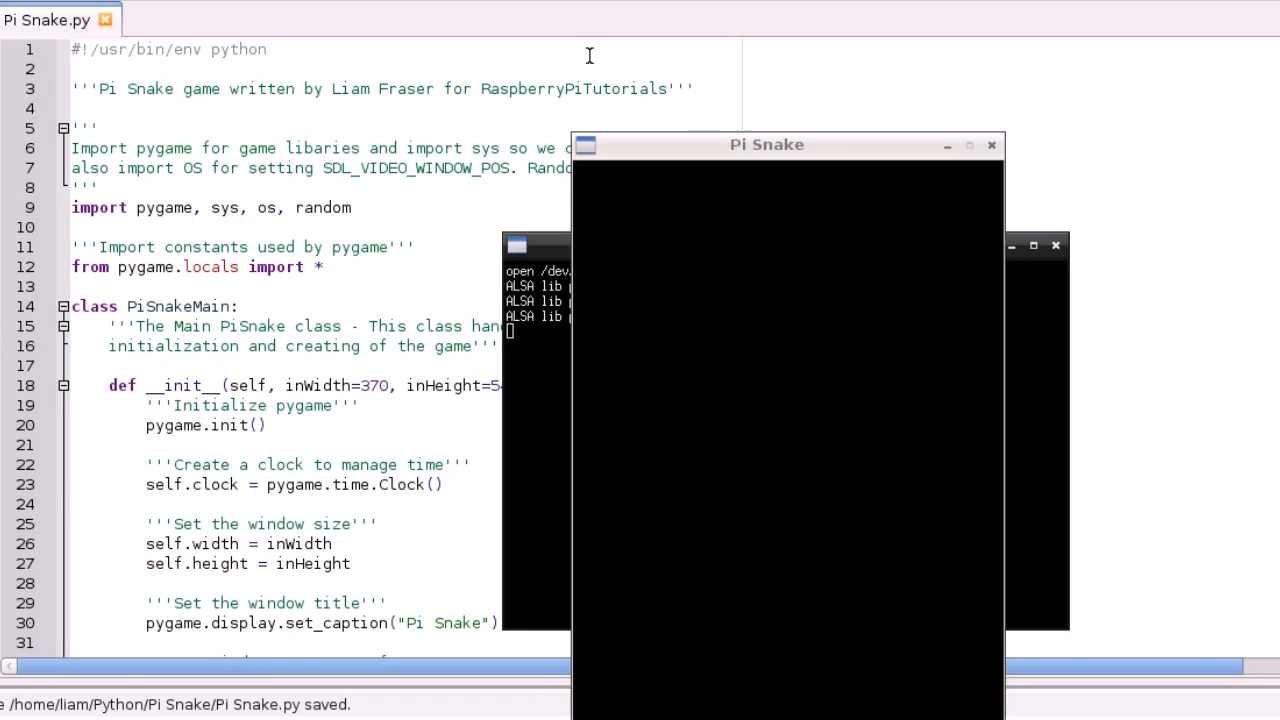 Pi Snake.py
1 #!/usr/bin/env python
2
3 '''Pi Snake game written by Liam Fraser for RaspberryPiTutorials'''
4
5 '''
6 Import pygame for game libaries and import sys so we
7 also import OS for setting SDL_VIDEO_WINDOW_POS.
8 '''
9 import pygame, sys, os, random
10
11 '''Import constants used by pygame'''
12 from pygame.locals import *
13
14 class PiSnakeMain:
15 '''The Main PiSnake class - This class
16 initialization and creating of the game'''
17
18 def __init__(self, inWidth=370,
19 '''Initialize pygame'''
20 pygame.init()
21
22 '''Create a clock to manage time'''
23 self.clock = pygame.time.Clock()
24
25 '''Set the window size'''
26 self.width = inWidth
27 self.height = inHeight
28
29 '''Set the window title'''
30 pygame.display.set_caption("Pi Snake")
31
Pi Snake
open /dev
ALSA lib
ALSA lib
ALSA lib
/home/liam/Python/Pi Snake/Pi Snake.py saved.